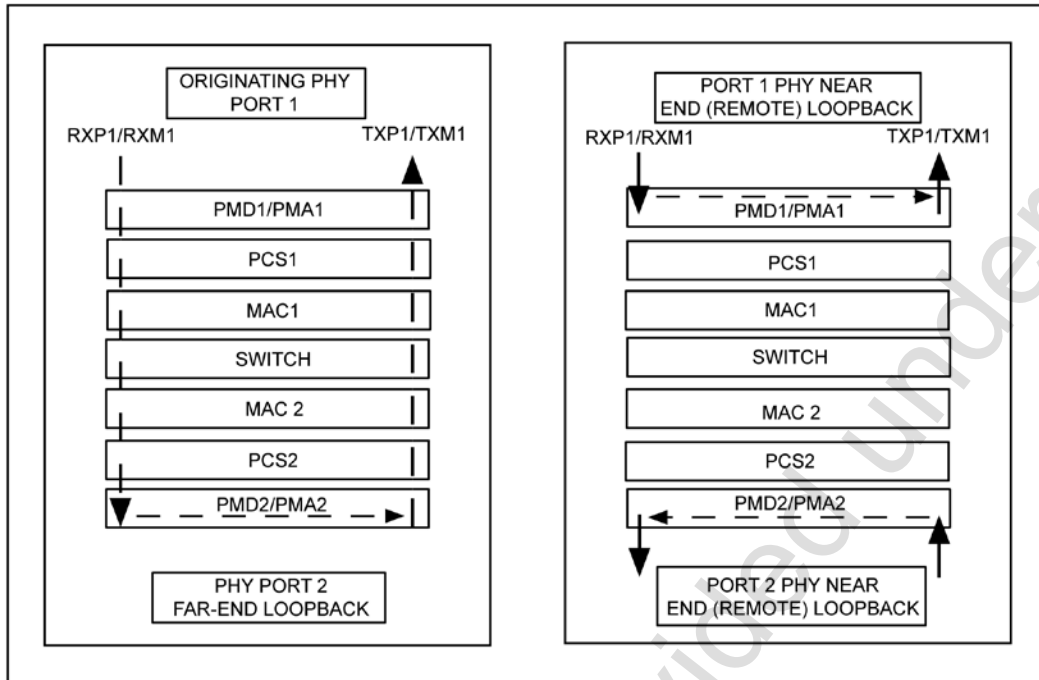 ORIGINATING PHY
PORT 1
RXP1/RXM1
TXP1/TXM1
PMD1/PMA1
PCS1
MAC1
SWITCH
MAC 2
PCS2
PMD2/PMA2
PHY PORT 2
FAR-END LOOPBACK
PORT 1 PHY NEAR
END (REMOTE) LOOPBACK
RXP1/RXM1
TXP1/TXM1
PMD1/PMA1
PCS1
MAC1
SWITCH
MAC 2
PCS2
PMD2/PMA2
PORT 2 PHY NEAR
END (REMOTE) LOOPBACK
vided under